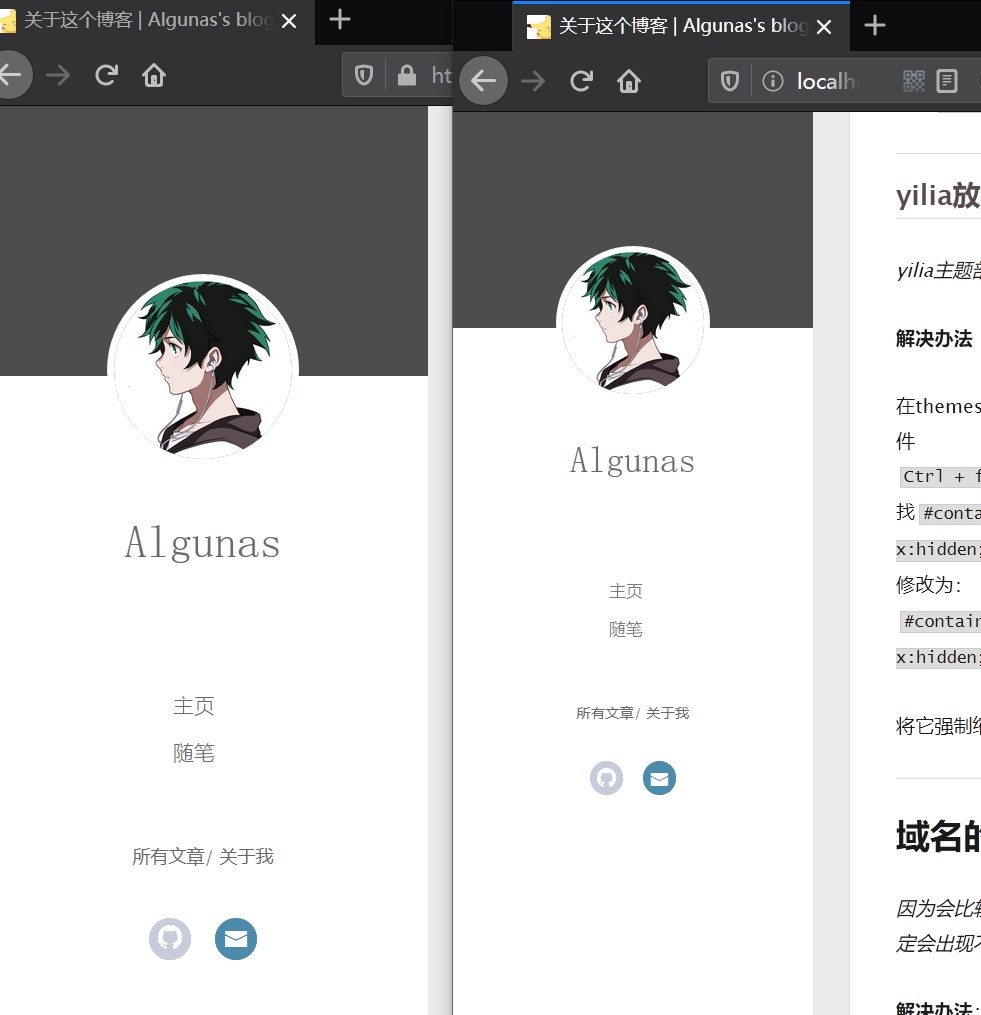 关于这个博客 | Algunas's blog
ht
Algunas
主页
随笔
所有文章/ 关于我
关于这个博客 | Algunas's blog
localh
Algunas
主页
随笔
所有文章/ 关于我
yilia放
yilia主题
解决办法
在themes
件
Ctrl + f
找 #conta
x:hidden;
修改为：
#contain
x:hidden;
将它强制
域名的
因为会比较
定会出现不
解决办法: